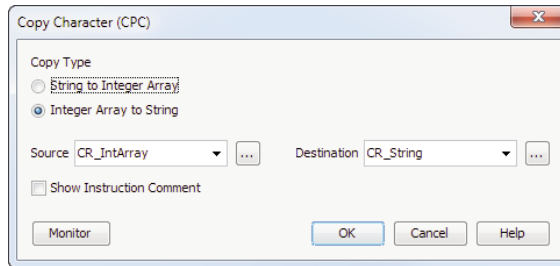 Copy Character (CPC)
Copy Type
String to Integer Array
Integer Array to String
Source CR_IntArray ... Destination CR_String ...
Show Instruction Comment
Monitor OK Cancel Help